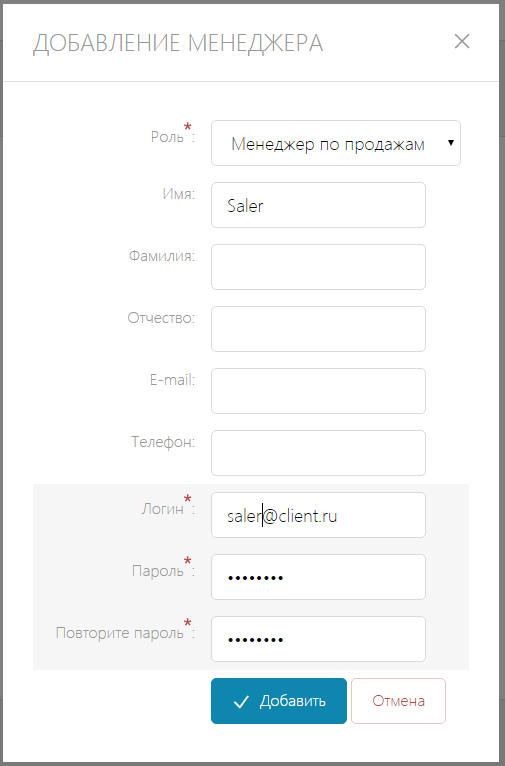 ДОБАВЛЕНИЕ МЕНЕДЖЕРА
Роль*: Менеджер по продажам
Имя: Saler
Фамилия:
Отчество:
E-mail:
Телефон:
Логин*: saler@client.ru
Пароль*: ••••••••
Повторите пароль*: ••••••••
Добавить Отмена